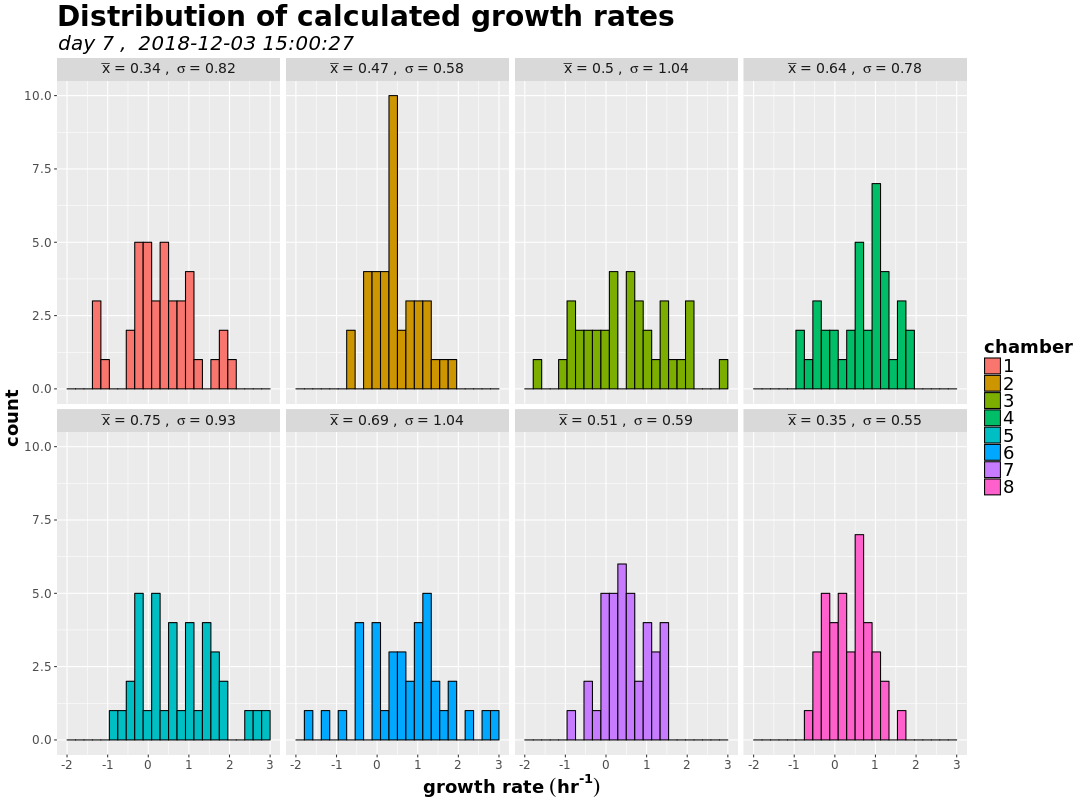 Distribution of calculated growth rates
day 7 ,  2018-12-03 15:00:27
x̅ = 0.34 ,  σ = 0.82
x̅ = 0.47 ,  σ = 0.58
x̅ = 0.5 ,  σ = 1.04
x̅ = 0.64 ,  σ = 0.78
10.0
7.5
5.0
2.5
0.0
count
x̅ = 0.75 ,  σ = 0.93
x̅ = 0.69 ,  σ = 1.04
x̅ = 0.51 ,  σ = 0.59
x̅ = 0.35 ,  σ = 0.55
10.0
7.5
5.0
2.5
0.0
-2 -1 0 1 2 3
-2 -1 0 1 2 3
-2 -1 0 1 2 3
-2 -1 0 1 2 3
growth rate (hr⁻¹)
chamber
1
2
3
4
5
6
7
8